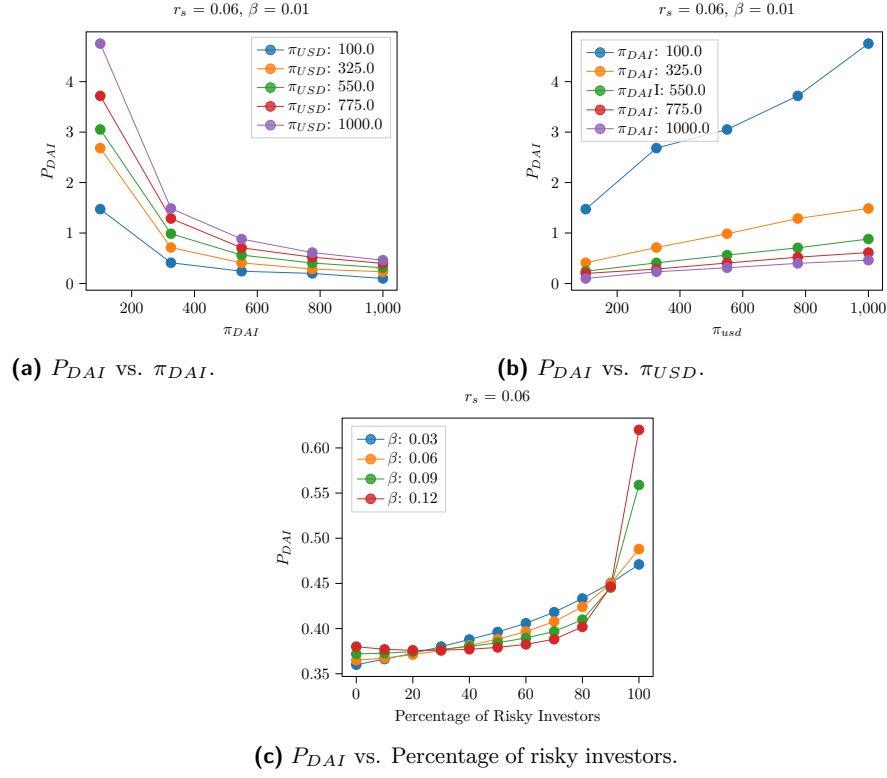 r_s = 0.06, β = 0.01
π_USD: 100.0
π_USD: 325.0
π_USD: 550.0
π_USD: 775.0
π_USD: 1000.0
P_DAI
0
1
2
3
4
200 400 600 800 1,000
π_DAI
(a) P_DAI vs. π_DAI.
r_s = 0.06, β = 0.01
π_DAI: 100.0
π_DAI: 325.0
π_DAII: 550.0
π_DAI: 775.0
π_DAI: 1000.0
P_DAI
0
1
2
3
4
200 400 600 800 1,000
π_usd
(b) P_DAI vs. π_USD.
r_s = 0.06
β: 0.03
β: 0.06
β: 0.09
β: 0.12
P_DAI
0.60
0.55
0.50
0.45
0.40
0.35
0 20 40 60 80 100
Percentage of Risky Investors
(c) P_DAI vs. Percentage of risky investors.